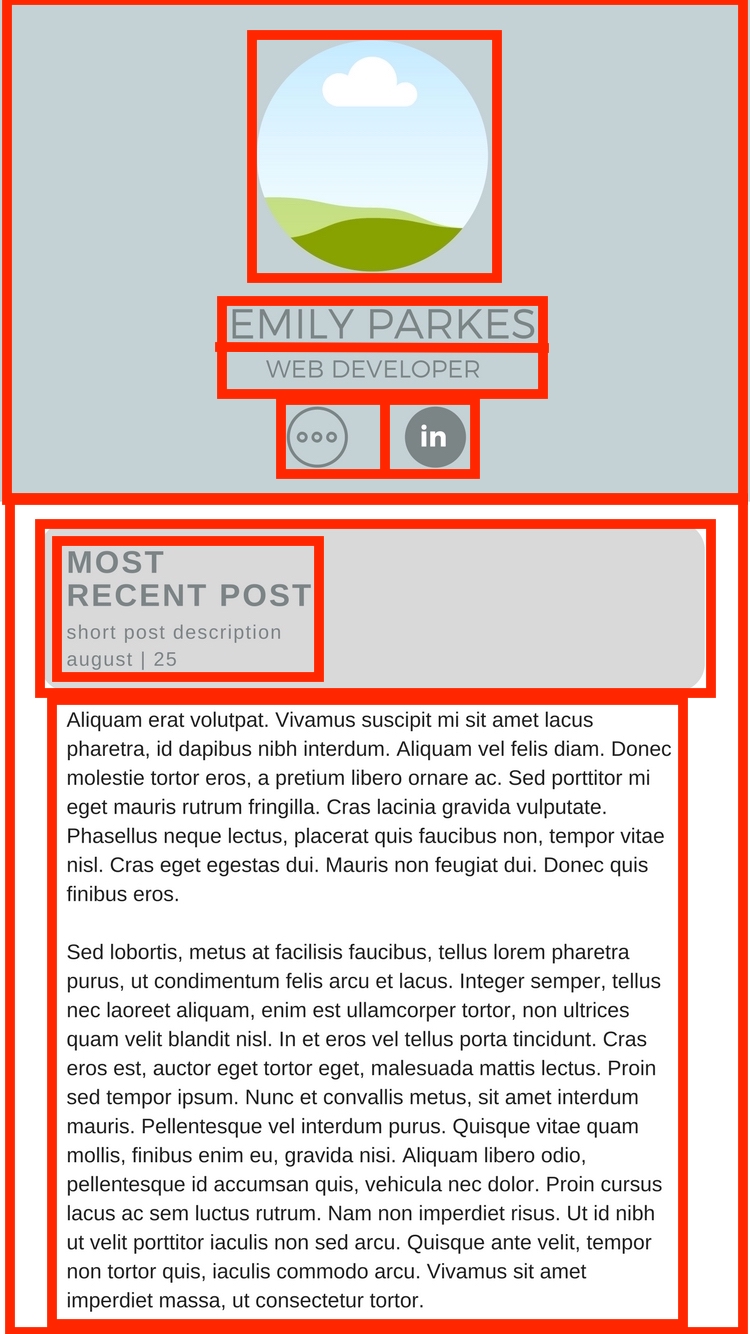 EMILY PARKES
WEB DEVELOPER
in
MOST
RECENT POST
short post description
august | 25
Aliquam erat volutpat. Vivamus suscipit mi sit amet lacus
pharetra, id dapibus nibh interdum. Aliquam vel felis diam. Donec
molestie tortor eros, a pretium libero ornare ac. Sed porttitor mi
eget mauris rutrum fringilla. Cras lacinia gravida vulputate.
Phasellus neque lectus, placerat quis faucibus non, tempor vitae
nisl. Cras eget egestas dui. Mauris non feugiat dui. Donec quis
finibus eros.
Sed lobortis, metus at facilisis faucibus, tellus lorem pharetra
purus, ut condimentum felis arcu et lacus. Integer semper, tellus
nec laoreet aliquam, enim est ullamcorper tortor, non ultrices
quam velit blandit nisl. In et eros vel tellus porta tincidunt. Cras
eros est, auctor eget tortor eget, malesuada mattis lectus. Proin
sed tempor ipsum. Nunc et convallis metus, sit amet interdum
mauris. Pellentesque vel interdum purus. Quisque vitae quam
mollis, finibus enim eu, gravida nisi. Aliquam libero odio,
pellentesque id accumsan quis, vehicula nec dolor. Proin cursus
lacus ac sem luctus rutrum. Nam non imperdiet risus. Ut id nibh
ut velit porttitor iaculis non sed arcu. Quisque ante velit, tempor
non tortor quis, iaculis commodo arcu. Vivamus sit amet
imperdiet massa, ut consectetur tortor.